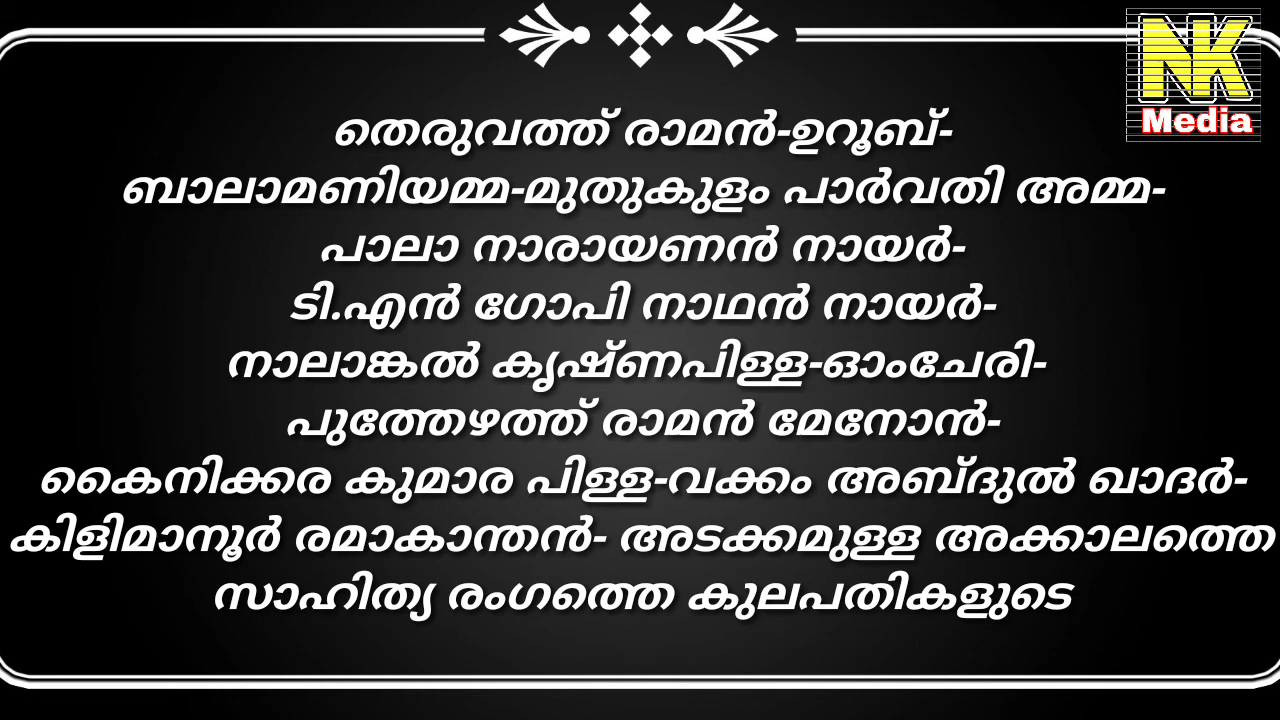 NK
Media
തെരുവത്ത് രാമൻ-ഉറൂബ്-
ബാലാമണിയമ്മ-മുതുകുളം പാർവതി അമ്മ-
പാലാ നാരായണൻ നായർ-
ടി.എൻ ഗോപി നാഥൻ നായർ-
നാലാങ്കൽ കൃഷ്ണപിള്ള-ഓംചേരി-
പുത്തേഴത്ത് രാമൻ മേനോൻ-
കൈനിക്കര കുമാര പിള്ള-വക്കം അബ്ദുൽ ഖാദർ-
കിളിമാനൂർ രമാകാന്തൻ- അടക്കമുള്ള അക്കാലത്തെ
സാഹിത്യ രംഗത്തെ കുലപതികളുടെ